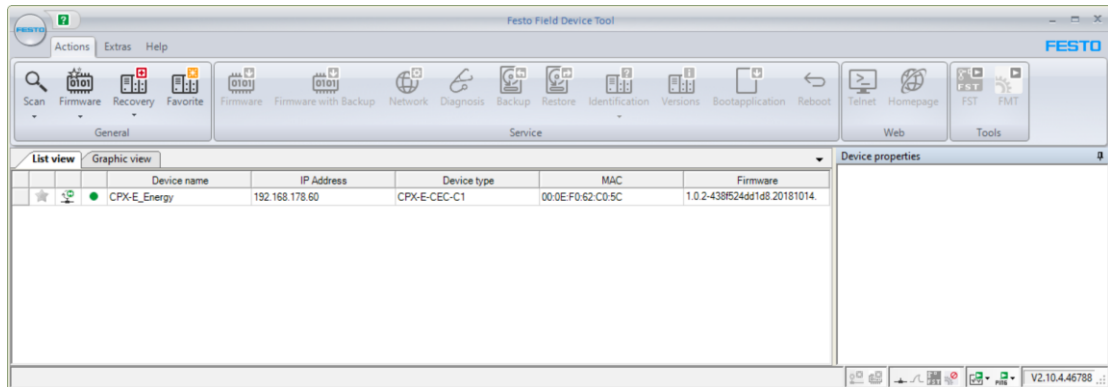 Festo Field Device Tool
FESTO
Actions Extras Help
FESTO
Scan Firmware Recovery Favorite Firmware Firmware with Backup Network Diagnosis Backup Restore Identification Versions Bootapplication Reboot Telnet Homepage FST FMT
General Service Web Tools
List view Graphic view Device properties
Device name IP Address Device type MAC Firmware
CPX-E_Energy 192.168.178.60 CPX-E-CEC-C1 00:0E:F0:62:C0:5C 1.0.2-438f524dd1d8.20181014.
V2.10.4.46788